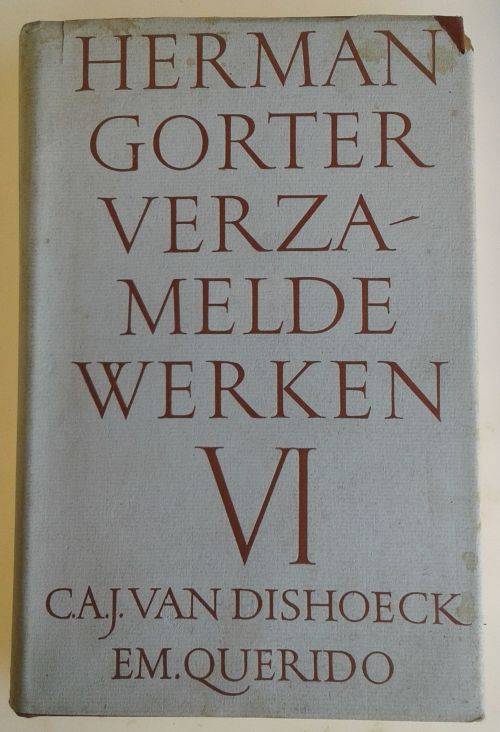 HERMAN
GORTER
VERZA-
MELDE
WERKEN
VI
C.A.J. VAN DISHOECK
EM. QUERIDO